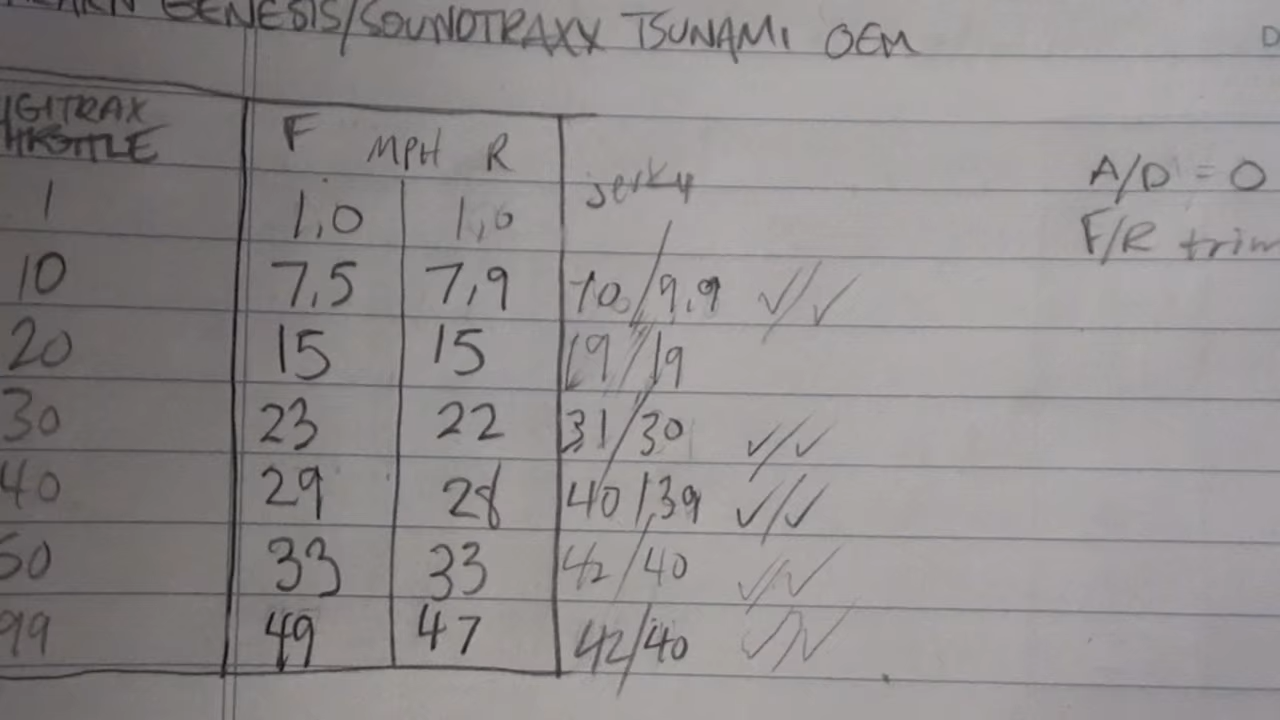 GENESIS/SOUNDTRAXX TSUNAMI OEM
F MPH R
1 1,0 1,0 jerky A/D = 0
F/R trim
10 7,5 7,9 10/9,9 ✓/✓
20 15 15 19/19
30 23 22 31/30 ✓/✓
40 29 28 40/39 ✓/✓
50 33 33 42/40 ✓/✓
99 49 47 42/40 ✓/✓